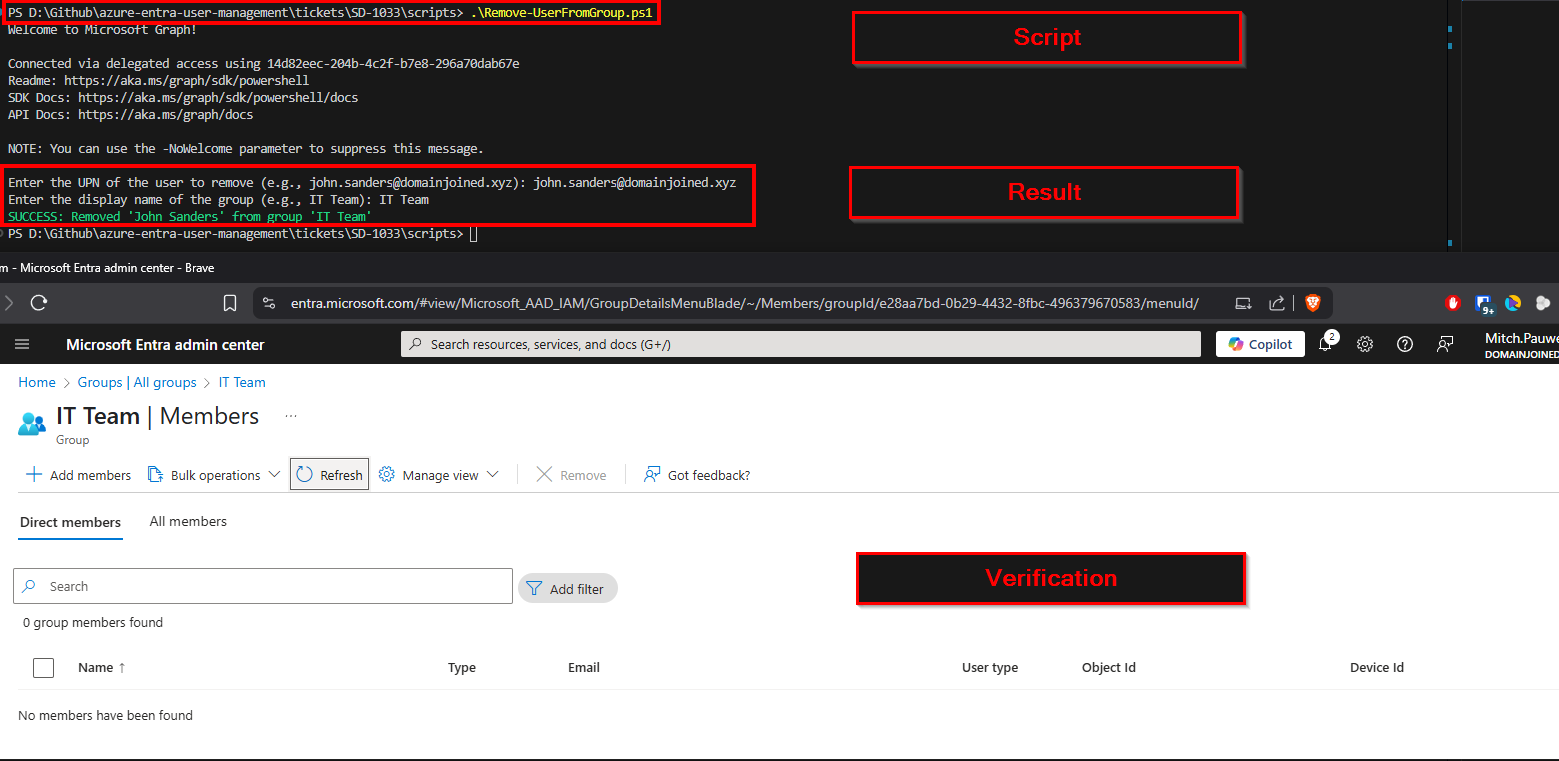 PS D:\Github\azure-entra-user-management\tickets\SD-1033\scripts> .\Remove-UserFromGroup.ps1
Welcome to Microsoft Graph!
Script
Connected via delegated access using 14d82eec-204b-4c2f-b7e8-296a70dab67e
Readme: https://aka.ms/graph/sdk/powershell
SDK Docs: https://aka.ms/graph/sdk/powershell/docs
API Docs: https://aka.ms/graph/docs
NOTE: You can use the -NoWelcome parameter to suppress this message.
Enter the UPN of the user to remove (e.g., john.sanders@domainjoined.xyz): john.sanders@domainjoined.xyz
Enter the display name of the group (e.g., IT Team): IT Team
SUCCESS: Removed 'John Sanders' from group 'IT Team'
Result
PS D:\Github\azure-entra-user-management\tickets\SD-1033\scripts>
m - Microsoft Entra admin center - Brave
entra.microsoft.com/#view/Microsoft_AAD_IAM/GroupDetailsMenuBlade/~/Members/groupId/e28aa7bd-0b29-4432-8fbc-496379670583/menuId/
9+
Microsoft Entra admin center
Search resources, services, and docs (G+/)
Copilot
2
Mitch.Pauwe
DOMAINJOINED
Home > Groups | All groups > IT Team
IT Team | Members ...
Group
Add members Bulk operations Refresh Manage view Remove Got feedback?
Direct members All members
Verification
Search Add filter
0 group members found
Name ↑ Type Email User type Object Id Device Id
No members have been found